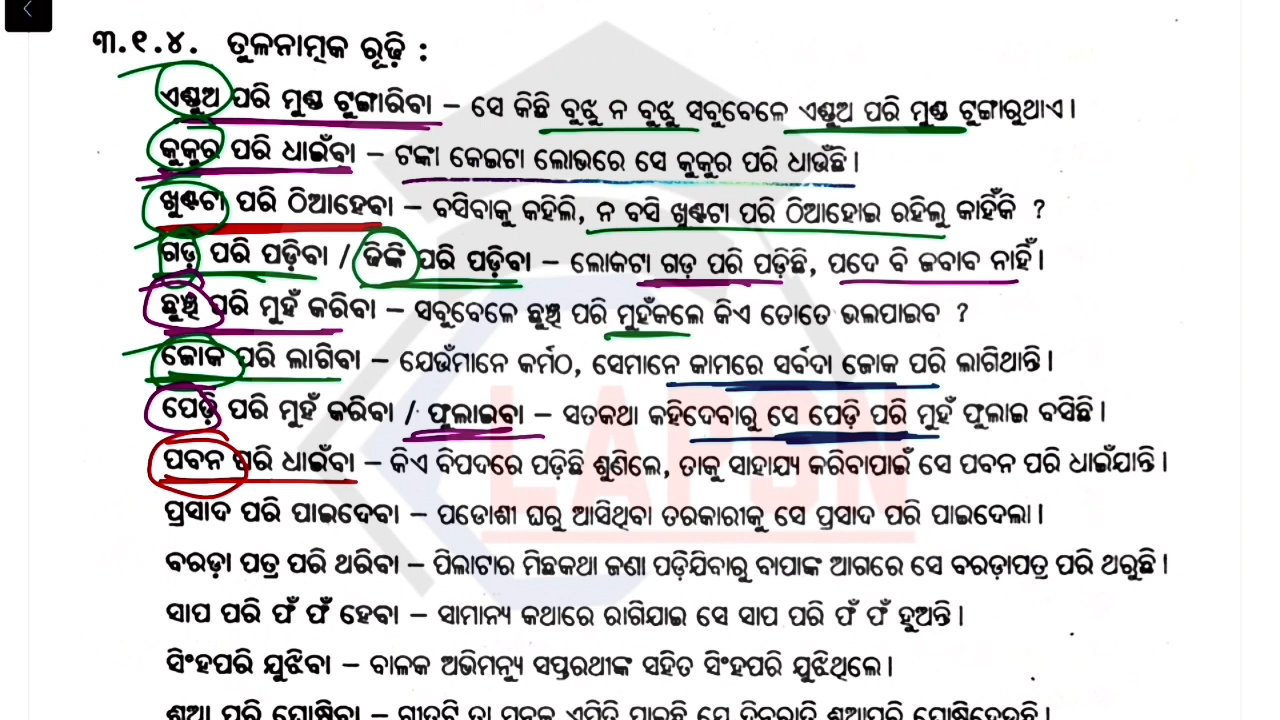 ୩.୧.୪. ତୁଳନାତ୍ମକ ରୂଢ଼ି :
ଏଣ୍ଡୁଅ ପରି ମୁଣ୍ଡ ଟୁଙ୍ଗାରିବା – ସେ କିଛି ବୁଝୁ ନ ବୁଝୁ ସବୁବେଳେ ଏଣ୍ଡୁଅ ପରି ମୁଣ୍ଡ ଟୁଙ୍ଗାରୁଥାଏ।
କୁକୁର ପରି ଧାଇଁବା – ଟଙ୍କା କେଇଟା ଲୋଭରେ ସେ କୁକୁର ପରି ଧାଉଁଛି।
ଖୁଣ୍ଟଟା ପରି ଠିଆହେବା – ବସିବାକୁ କହିଲି, ନ ବସି ଖୁଣ୍ଟଟା ପରି ଠିଆହୋଇ ରହିଲୁ କାହିଁକି ?
ଗଡ଼ ପରି ପଡ଼ିବା / ଢିଙ୍କି ପରି ପଡ଼ିବା – ଲୋକଟା ଗଡ଼ ପରି ପଡ଼ିଛି, ପଦେ ବି ଜବାବ ନାହିଁ।
ଛୁଞ୍ଚି ପରି ମୁହଁ କରିବା – ସବୁବେଳେ ଛୁଞ୍ଚି ପରି ମୁହଁକଲେ କିଏ ତୋତେ ଭଲପାଇବ ?
ଜୋକ ପରି ଲାଗିବା – ଯେଉଁମାନେ କର୍ମଠ, ସେମାନେ କାମରେ ସର୍ବଦା ଜୋକ ପରି ଲାଗିଥାନ୍ତି।
ପେଡ଼ି ପରି ମୁହଁ କରିବା / ଫୁଲାଇବା – ସତକଥା କହିଦେବାରୁ ସେ ପେଡ଼ି ପରି ମୁହଁ ଫୁଲାଇ ବସିଛି।
ପବନ ପରି ଧାଇଁବା – କିଏ ବିପଦରେ ପଡ଼ିଛି ଶୁଣିଲେ, ତାକୁ ସାହାଯ୍ୟ କରିବାପାଇଁ ସେ ପବନ ପରି ଧାଇଁଯାନ୍ତି।
ପ୍ରସାଦ ପରି ପାଇଦେବା – ପଡୋଶୀ ଘରୁ ଆସିଥିବା ତରକାରୀକୁ ସେ ପ୍ରସାଦ ପରି ପାଇଦେଲା।
ବରଡ଼ା ପତ୍ର ପରି ଥରିବା – ପିଲାଟାର ମିଛକଥା ଜଣା ପଡ଼ିଯିବାରୁ ବାପାଙ୍କ ଆଗରେ ସେ ବରଡ଼ାପତ୍ର ପରି ଥରୁଛି।
ସାପ ପରି ଫଁ ଫଁ ହେବା – ସାମାନ୍ୟ କଥାରେ ରାଗିଯାଇ ସେ ସାପ ପରି ଫଁ ଫଁ ହୁଅନ୍ତି।
ସିଂହପରି ଯୁଝିବା – ବାଳକ ଅଭିମନ୍ୟୁ ସପ୍ତରଥୀଙ୍କ ସହିତ ସିଂହପରି ଯୁଝିଥିଲେ।
ଶୁଆ ପରି ଘୋଷିବା –